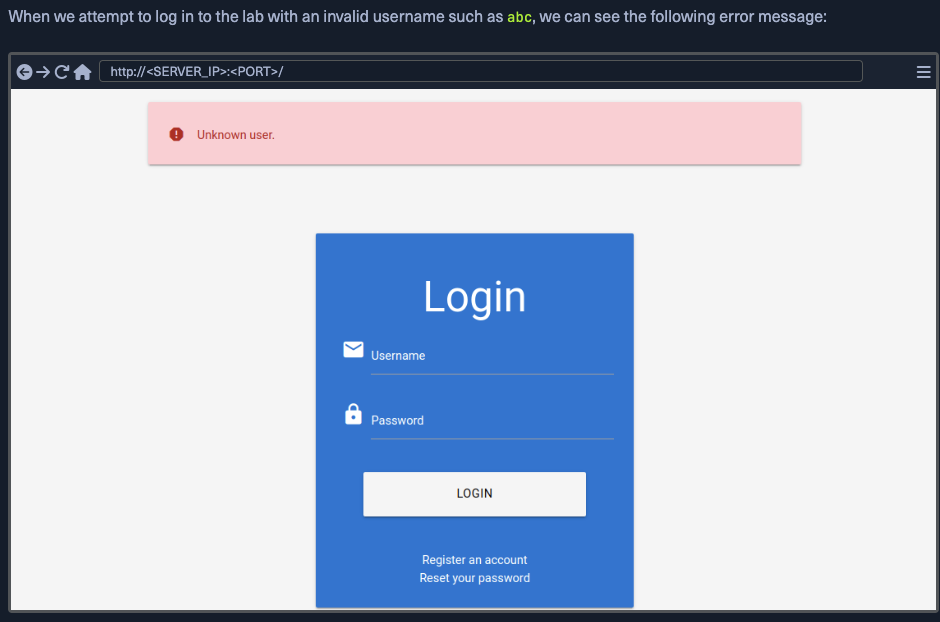 When we attempt to log in to the lab with an invalid username such as abc, we can see the following error message:
http://<SERVER_IP>:<PORT>/
Unknown user.
Login
Username
Password
LOGIN
Register an account
Reset your password